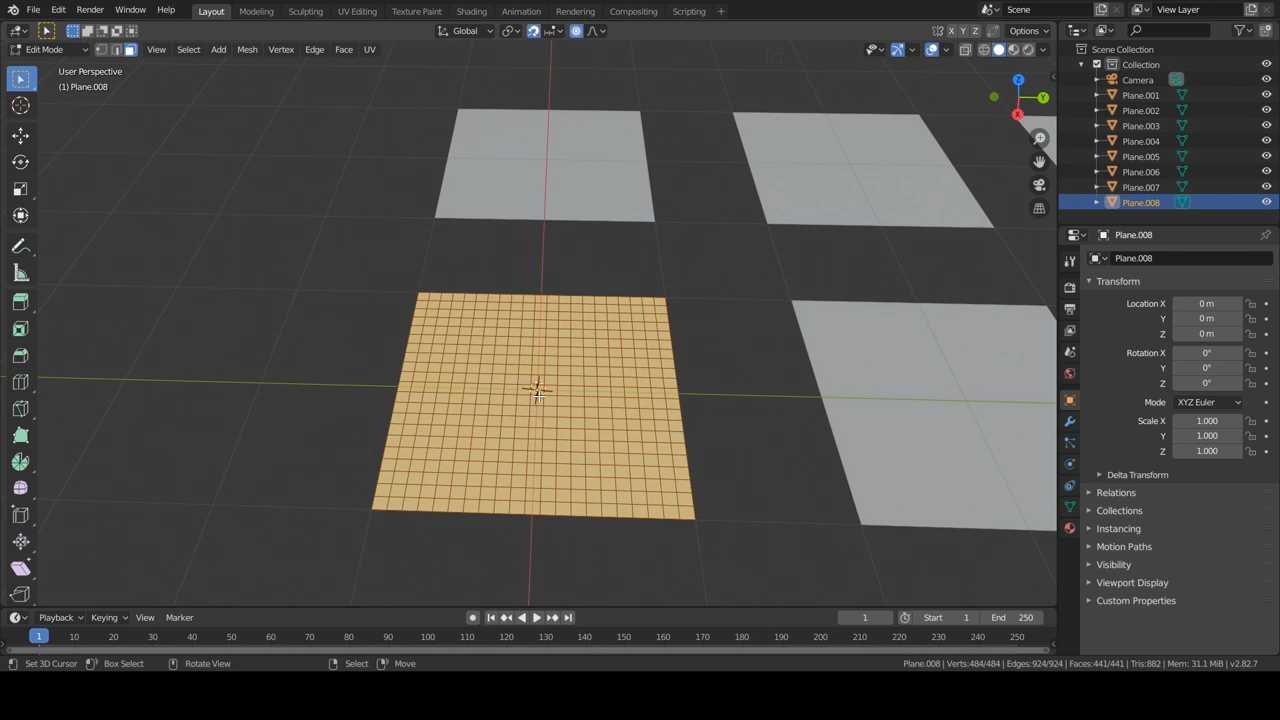 File Edit Render Window Help Layout Modeling Sculpting UV Editing Texture Paint Shading Animation Rendering Compositing Scripting Scene View Layer
Global Options
Edit Mode View Select Add Mesh Vertex Edge Face UV X Y Z
User Perspective
(1) Plane.008
Z
Y
X
Scene Collection
Collection
Camera
Plane.001
Plane.002
Plane.003
Plane.004
Plane.005
Plane.006
Plane.007
Plane.008
Plane.008
Plane.008
Transform
Location X 0 m
Y 0 m
Z 0 m
Rotation X 0°
Y 0°
Z 0°
Mode XYZ Euler
Scale X 1.000
Y 1.000
Z 1.000
Delta Transform
Relations
Collections
Instancing
Motion Paths
Visibility
Viewport Display
Custom Properties
Playback Keying View Marker 1 Start 1 End 250
1 10 20 30 40 50 60 70 80 90 100 110 120 130 140 150 160 170 180 190 200 210 220 230 240 250
Set 3D Cursor Box Select Rotate View Select Move Plane.008 | Verts:484/484 | Edges:924/924 | Faces:441/441 | Tris:882 | Mem: 31.1 MiB | v2.82.7